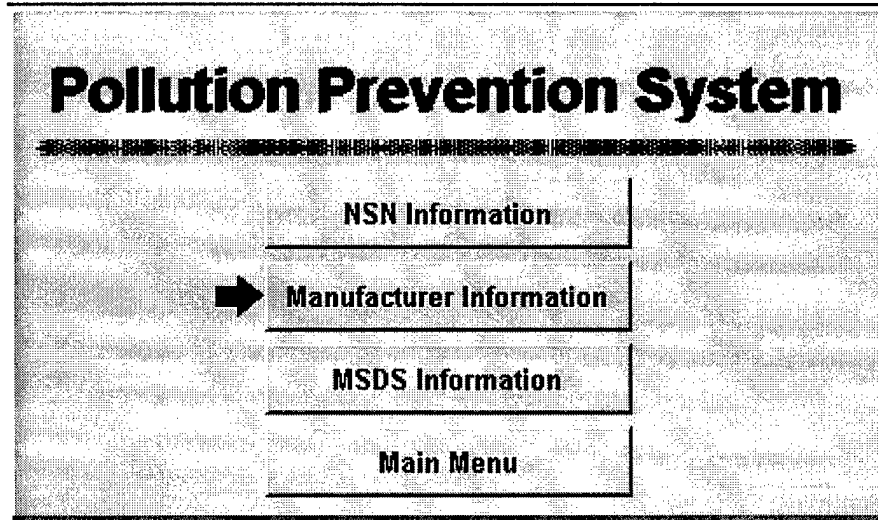 Pollution Prevention System
NSN Information
Manufacturer Information
MSDS Information
Main Menu